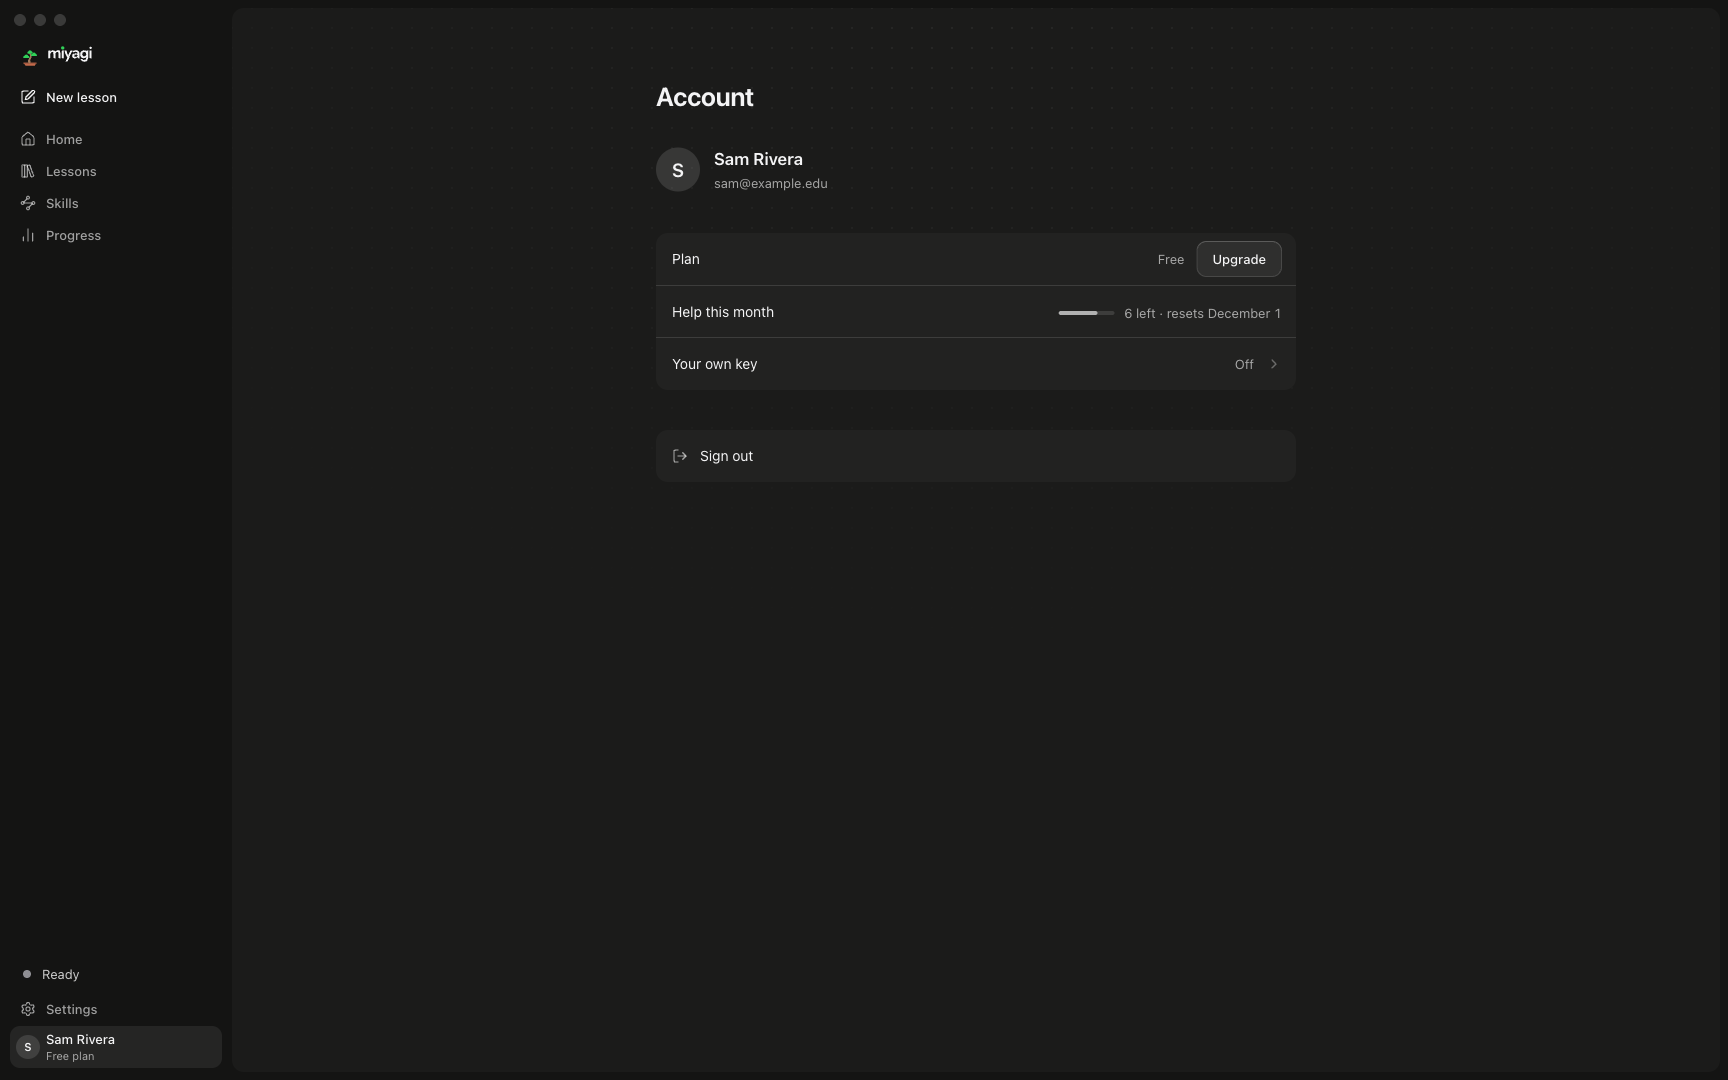 miyagi
New lesson
Home
Lessons
Skills
Progress
Account
S
Sam Rivera
sam@example.edu
Plan
Free
Upgrade
Help this month
6 left · resets December 1
Your own key
Off
Sign out
Ready
Settings
S
Sam Rivera
Free plan